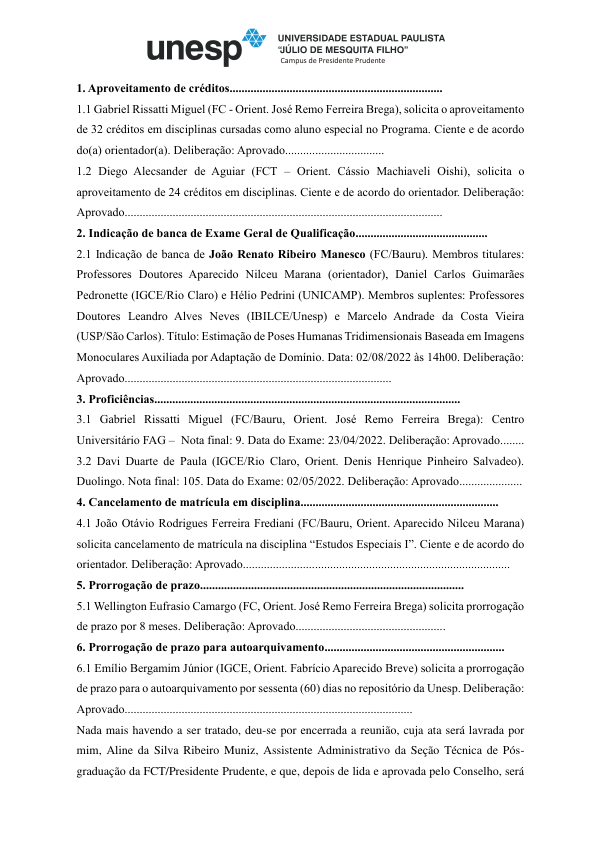 unesp
UNIVERSIDADE ESTADUAL PAULISTA
“JÚLIO DE MESQUITA FILHO”
Campus de Presidente Prudente
1. Aproveitamento de créditos.......................................................................
1.1 Gabriel Rissatti Miguel (FC - Orient. José Remo Ferreira Brega), solicita o aproveitamento
de 32 créditos em disciplinas cursadas como aluno especial no Programa. Ciente e de acordo
do(a) orientador(a). Deliberação: Aprovado.................................
1.2 Diego Alecsander de Aguiar (FCT – Orient. Cássio Machiaveli Oishi), solicita o
aproveitamento de 24 créditos em disciplinas. Ciente e de acordo do orientador. Deliberação:
Aprovado..........................................................................................................
2. Indicação de banca de Exame Geral de Qualificação............................................
2.1 Indicação de banca de João Renato Ribeiro Manesco (FC/Bauru). Membros titulares:
Professores Doutores Aparecido Nilceu Marana (orientador), Daniel Carlos Guimarães
Pedronette (IGCE/Rio Claro) e Hélio Pedrini (UNICAMP). Membros suplentes: Professores
Doutores Leandro Alves Neves (IBILCE/Unesp) e Marcelo Andrade da Costa Vieira
(USP/São Carlos). Título: Estimação de Poses Humanas Tridimensionais Baseada em Imagens
Monoculares Auxiliada por Adaptação de Domínio. Data: 02/08/2022 às 14h00. Deliberação:
Aprovado.........................................................................................
3. Proficiências......................................................................................................
3.1 Gabriel Rissatti Miguel (FC/Bauru, Orient. José Remo Ferreira Brega): Centro
Universitário FAG – Nota final: 9. Data do Exame: 23/04/2022. Deliberação: Aprovado........
3.2 Davi Duarte de Paula (IGCE/Rio Claro, Orient. Denis Henrique Pinheiro Salvadeo).
Duolingo. Nota final: 105. Data do Exame: 02/05/2022. Deliberação: Aprovado.....................
4. Cancelamento de matrícula em disciplina..................................................................
4.1 João Otávio Rodrigues Ferreira Frediani (FC/Bauru, Orient. Aparecido Nilceu Marana)
solicita cancelamento de matrícula na disciplina “Estudos Especiais I”. Ciente e de acordo do
orientador. Deliberação: Aprovado.........................................................................................
5. Prorrogação de prazo........................................................................................
5.1 Wellington Eufrasio Camargo (FC, Orient. José Remo Ferreira Brega) solicita prorrogação
de prazo por 8 meses. Deliberação: Aprovado..................................................
6. Prorrogação de prazo para autoarquivamento............................................................
6.1 Emílio Bergamim Júnior (IGCE, Orient. Fabrício Aparecido Breve) solicita a prorrogação
de prazo para o autoarquivamento por sessenta (60) dias no repositório da Unesp. Deliberação:
Aprovado................................................................................................
Nada mais havendo a ser tratado, deu-se por encerrada a reunião, cuja ata será lavrada por
mim, Aline da Silva Ribeiro Muniz, Assistente Administrativo da Seção Técnica de Pós-
graduação da FCT/Presidente Prudente, e que, depois de lida e aprovada pelo Conselho, será